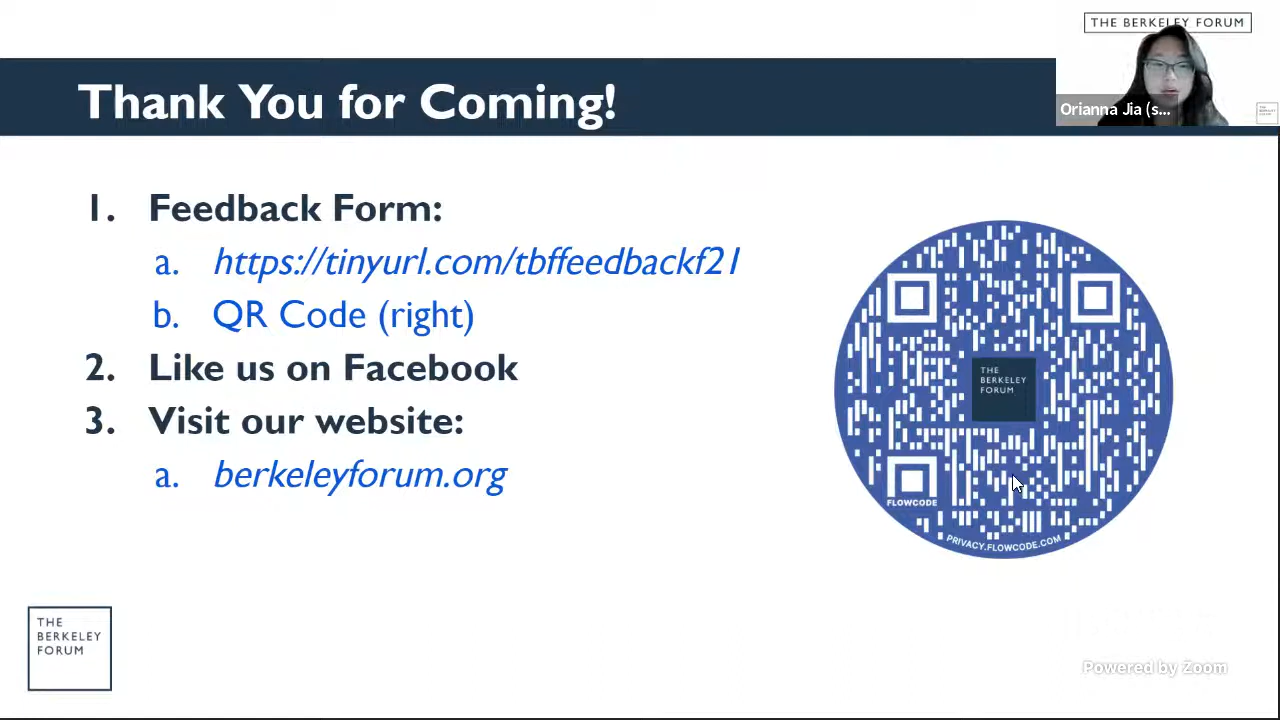 THE BERKELEY FORUM
Thank You for Coming!
Orianna Jia (s...
1. Feedback Form:
a. https://tinyurl.com/tbffeedbackf21
b. QR Code (right)
2. Like us on Facebook
3. Visit our website:
a. berkeleyforum.org
THE
BERKELEY
FORUM
FLOWCODE
PRIVACY.FLOWCODE.COM
THE
BERKELEY
FORUM
Powered by Zoom